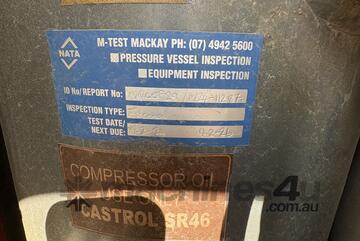 NATA
M-TEST MACKAY PH: (07) 4942 5600
PRESSURE VESSEL INSPECTION
EQUIPMENT INSPECTION
ID No/ REPORT No:
INSPECTION TYPE:
TEST DATE/
NEXT DUE:
COMPRESSOR OIL
USE ONLY
CASTROL SR46
machines4u
.com.au